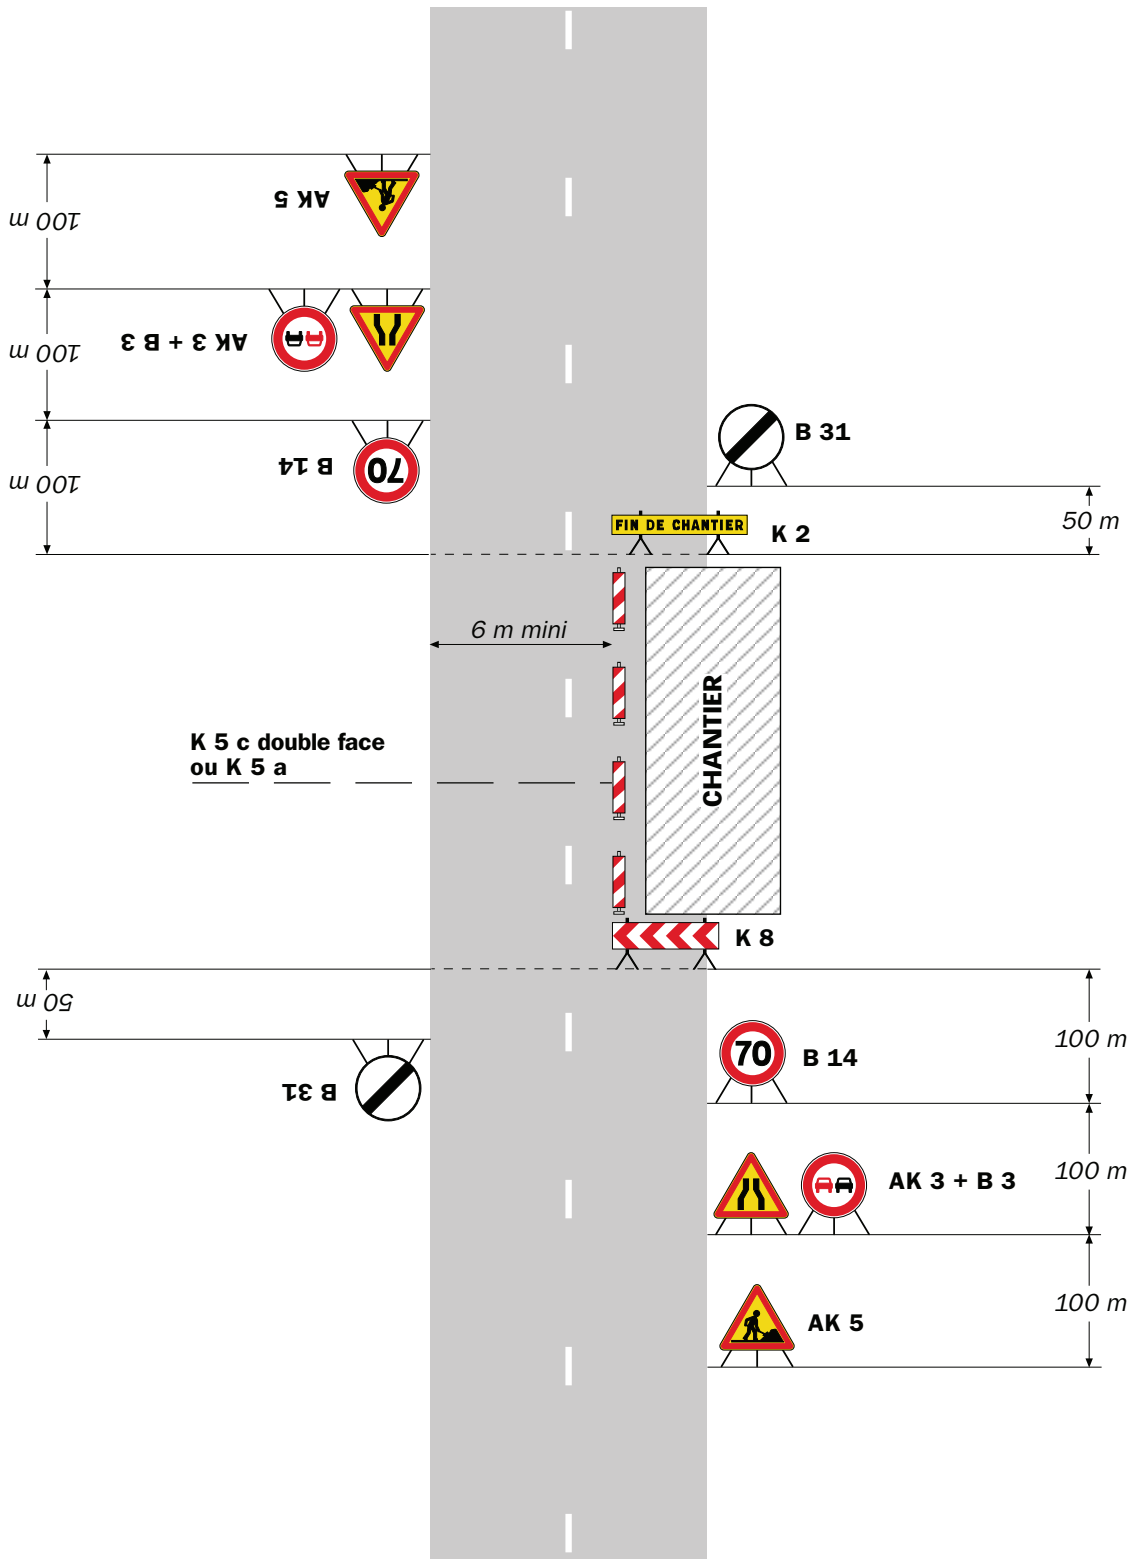 AK 5
100 m
AK 3 + B 3
100 m
B 14
70
100 m
B 31
50 m
FIN DE CHANTIER
K 2
6 m mini
CHANTIER
K 5 c double face
ou K 5 a
K 8
50 m
B 31
70
B 14
100 m
AK 3 + B 3
100 m
AK 5
100 m